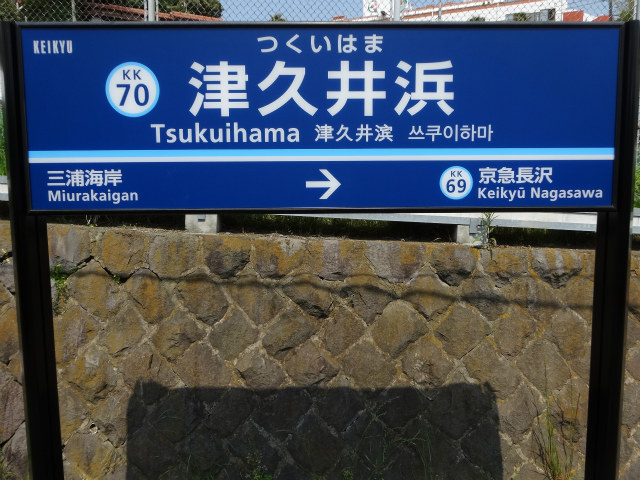 KEIKYU
つくいはま
KK
70
津久井浜
Tsukuihama 津久井滨 쓰쿠이하마
三浦海岸
Miurakaigan
→
KK
69
京急長沢
Keikyū Nagasawa